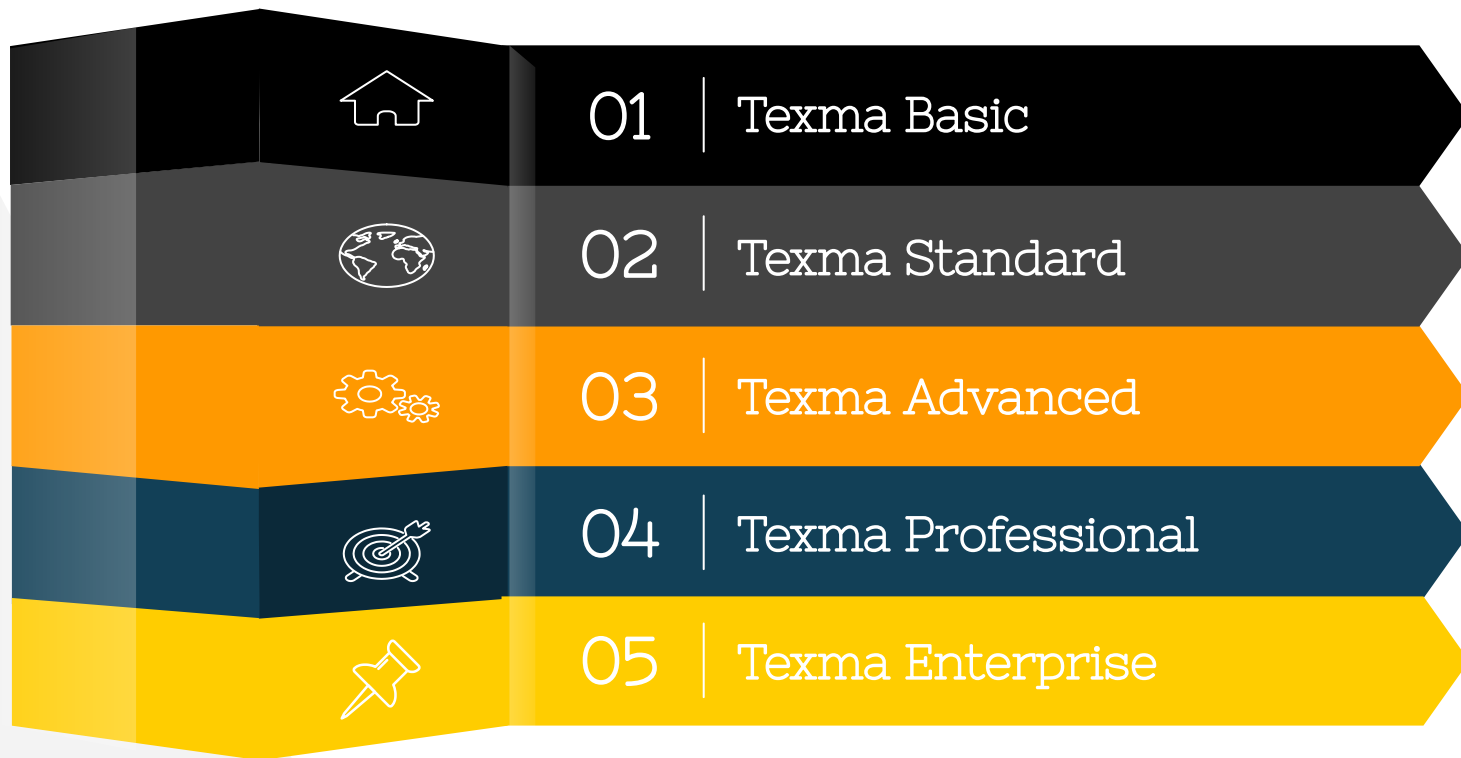 01 Texma Basic
02 Texma Standard
03 Texma Advanced
04 Texma Professional
05 Texma Enterprise